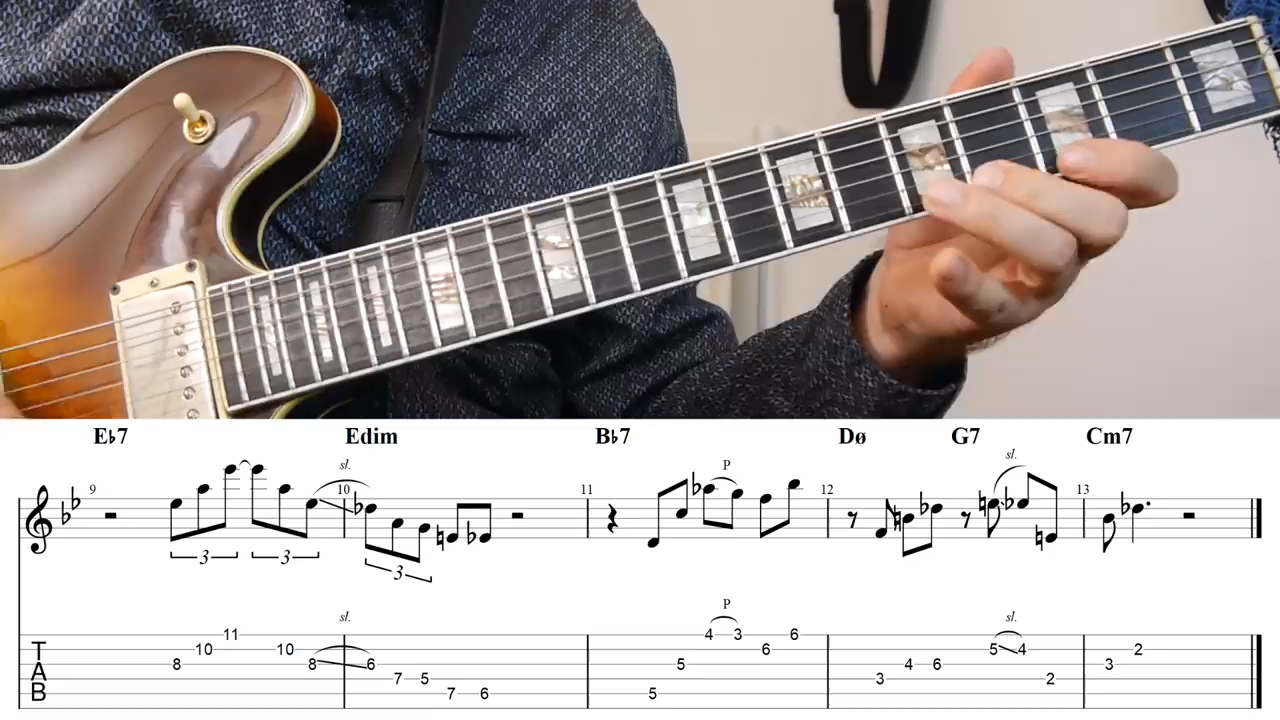 E♭7 Edim B♭7 Dø G7 Cm7
sl. P sl.
9 10 11 12 13
3 3 3
sl. P sl.
T 8 10 11 10 8 6 7 5 7 6 5 5 4 3 6 6 3 4 6 5 4 2 3 2
A
B